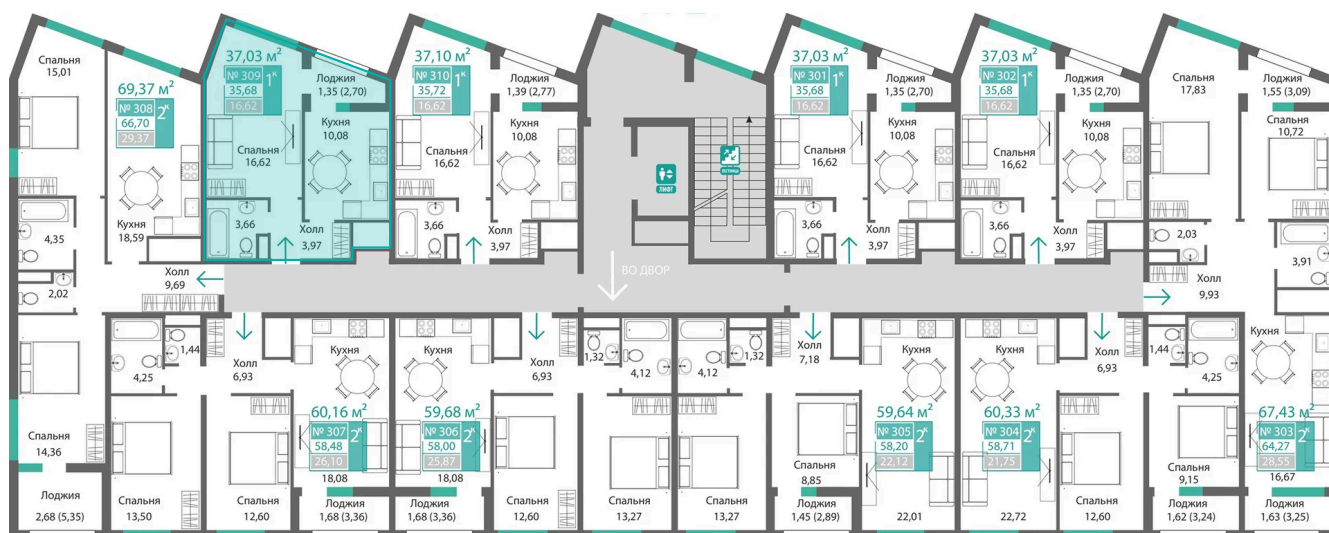 Спальня
15,01
69,37 м²
№ 308
66,70
29,37
2ᴷ
Кухня
18,59
4,35
2,02
Холл
9,69
Спальня
14,36
Лоджия
2,68 (5,35)
37,03 м²
№ 309
35,68
16,62
1ᴷ
Лоджия
1,35 (2,70)
Кухня
10,08
Спальня
16,62
3,66
Холл
3,97
37,10 м²
№ 310
35,72
16,62
1ᴷ
Лоджия
1,39 (2,77)
Кухня
10,08
Спальня
16,62
3,66
Холл
3,97
ЛИФТ
ЛЕСТНИЦА
ВО ДВОР
37,03 м²
№ 301
35,68
16,62
1ᴷ
Лоджия
1,35 (2,70)
Кухня
10,08
Спальня
16,62
3,66
Холл
3,97
37,03 м²
№ 302
35,68
16,62
1ᴷ
Лоджия
1,35 (2,70)
Кухня
10,08
Спальня
16,62
3,66
Холл
3,97
Спальня
17,83
Лоджия
1,55 (3,09)
Спальня
10,72
2,03
3,91
Холл
9,93
4,25
1,44
Холл
6,93
Кухня
60,16 м²
№ 307
58,48
26,10
2ᴷ
18,08
Спальня
13,50
Спальня
12,60
Лоджия
1,68 (3,36)
Кухня
59,68 м²
№ 306
58,00
25,87
2ᴷ
18,08
Холл
6,93
1,32
4,12
Лоджия
1,68 (3,36)
Спальня
12,60
Спальня
13,27
4,12
1,32
Холл
7,18
Кухня
59,64 м²
№ 305
58,20
22,12
2ᴷ
Спальня
13,27
Спальня
8,85
Лоджия
1,45 (2,89)
22,01
Кухня
60,33 м²
№ 304
58,71
21,75
2ᴷ
22,72
Холл
6,93
1,44
4,25
Спальня
12,60
Спальня
9,15
Лоджия
1,62 (3,24)
Кухня
67,43 м²
№ 303
64,27
28,55
2ᴷ
16,67
Лоджия
1,63 (3,25)